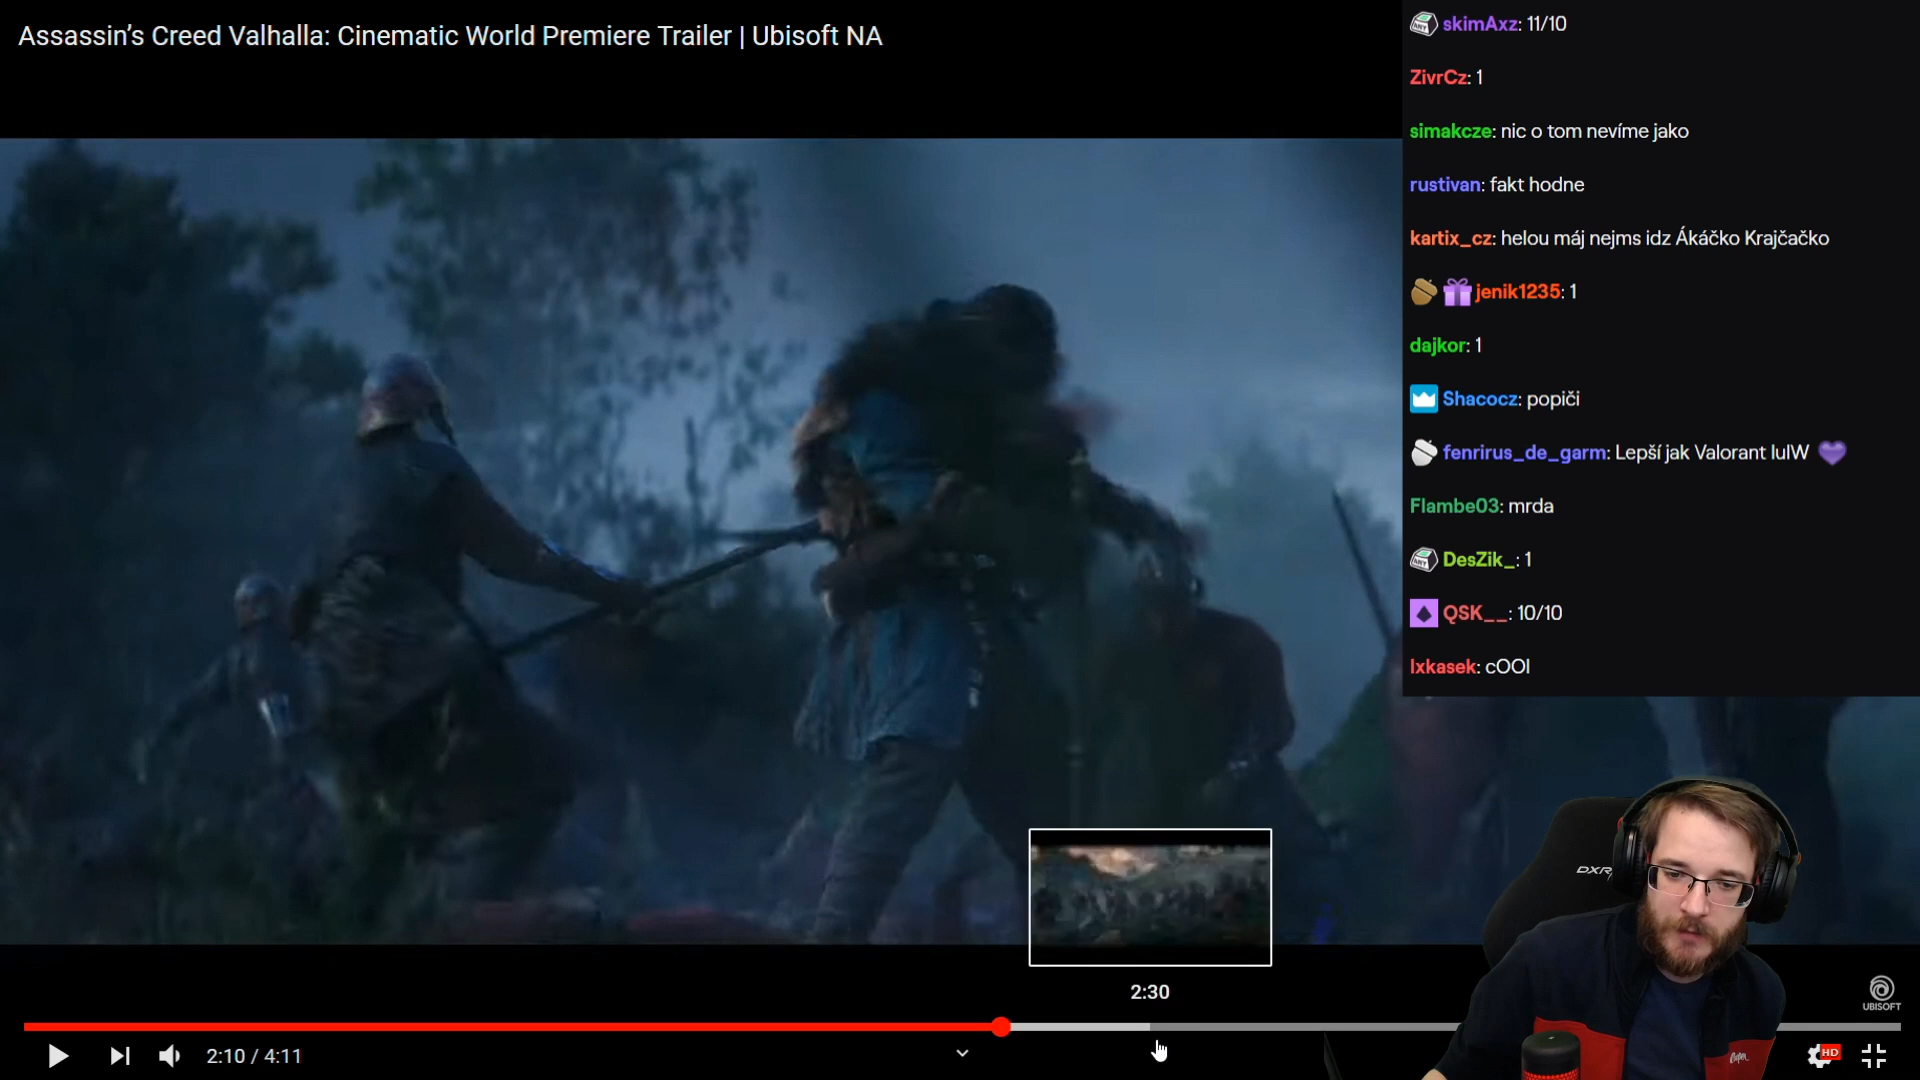 Assassin’s Creed Valhalla: Cinematic World Premiere Trailer | Ubisoft NA
skimAxz: 11/10
ZivrCz: 1
simakcze: nic o tom nevíme jako
rustivan: fakt hodne
kartix_cz: helou máj nejms idz Ákáčko Krajčačko
jenik1235: 1
dajkor: 1
Shacocz: popiči
fenrirus_de_garm: Lepší jak Valorant lulW
Flambe03: mrda
DesZik_: 1
QSK__: 10/10
lxkasek: cOOl
DXR
2:30
UBISOFT
2:10 / 4:11
HD